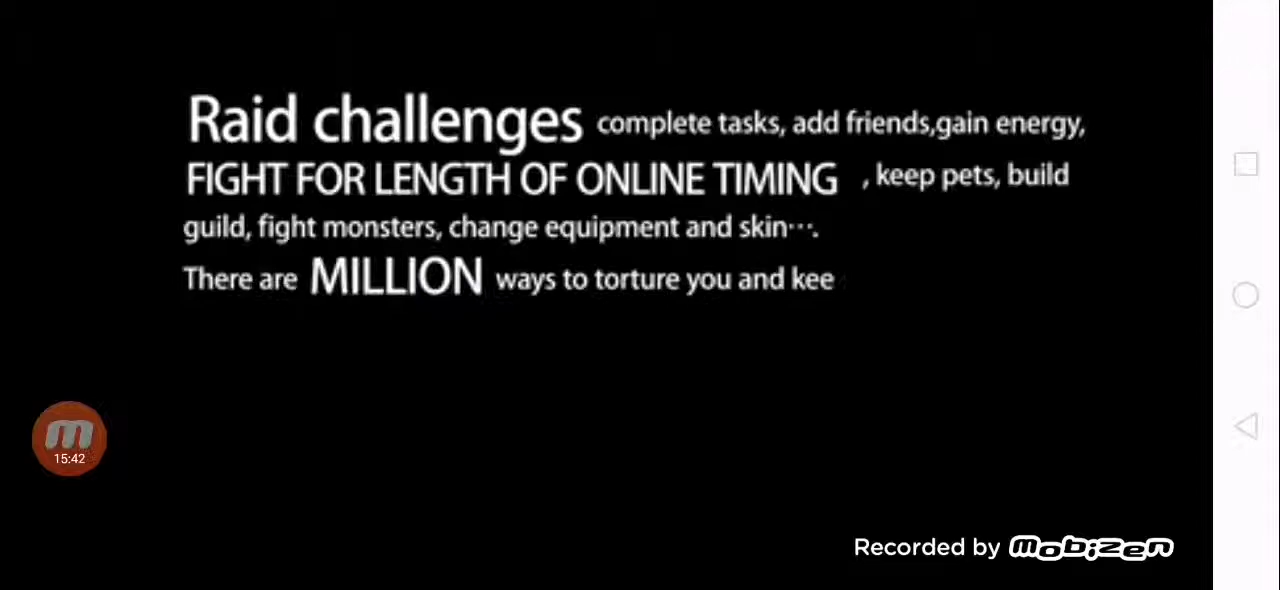 Raid challenges complete tasks, add friends,gain energy,
FIGHT FOR LENGTH OF ONLINE TIMING , keep pets, build
guild, fight monsters, change equipment and skin···.
There are MILLION ways to torture you and kee
m
15:42
Recorded by mobizen